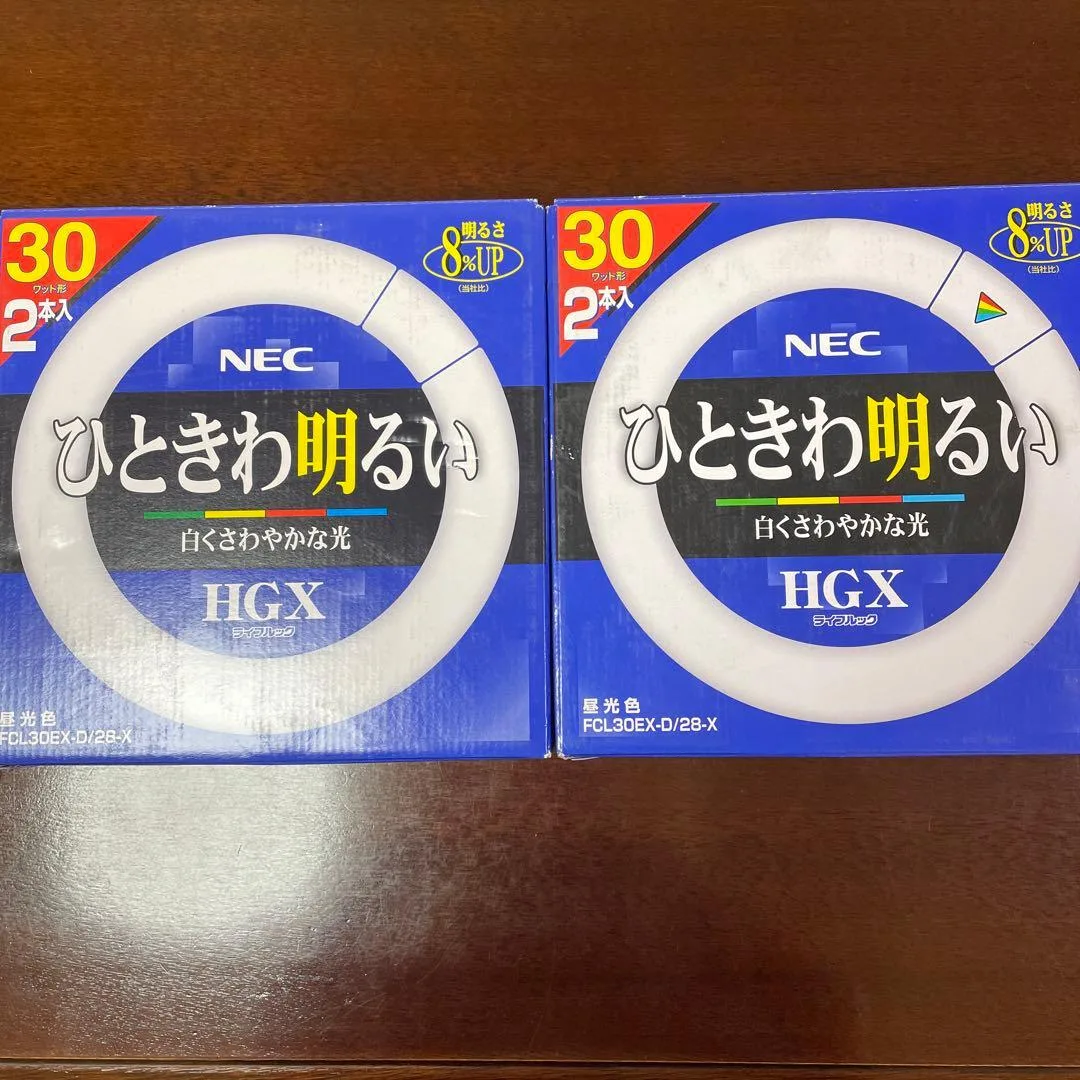 30
ワット形
2本入
明るさ
8%UP
(当社比)
NEC
ひときわ明るい
白くさわやかな光
HGX
ライフルック
昼光色
FCL30EX-D/28-X
30
ワット形
2本入
明るさ
8%UP
(当社比)
NEC
ひときわ明るい
白くさわやかな光
HGX
ライフルック
昼光色
FCL30EX-D/28-X